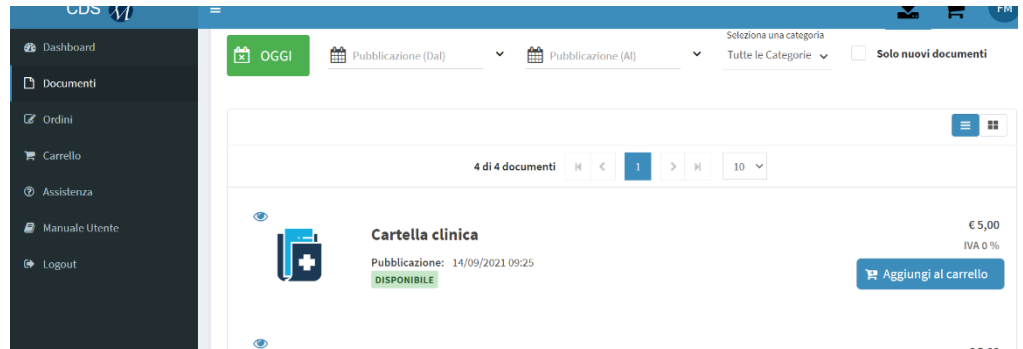 CDS M
FM
Dashboard
Documenti
Ordini
Carrello
Assistenza
Manuale Utente
Logout
OGGI
Pubblicazione (Dal)
Pubblicazione (Al)
Seleziona una categoria
Tutte le Categorie
Solo nuovi documenti
4 di 4 documenti
1
10
Cartella clinica
Pubblicazione: 14/09/2021 09:25
DISPONIBILE
€ 5,00
IVA 0 %
Aggiungi al carrello